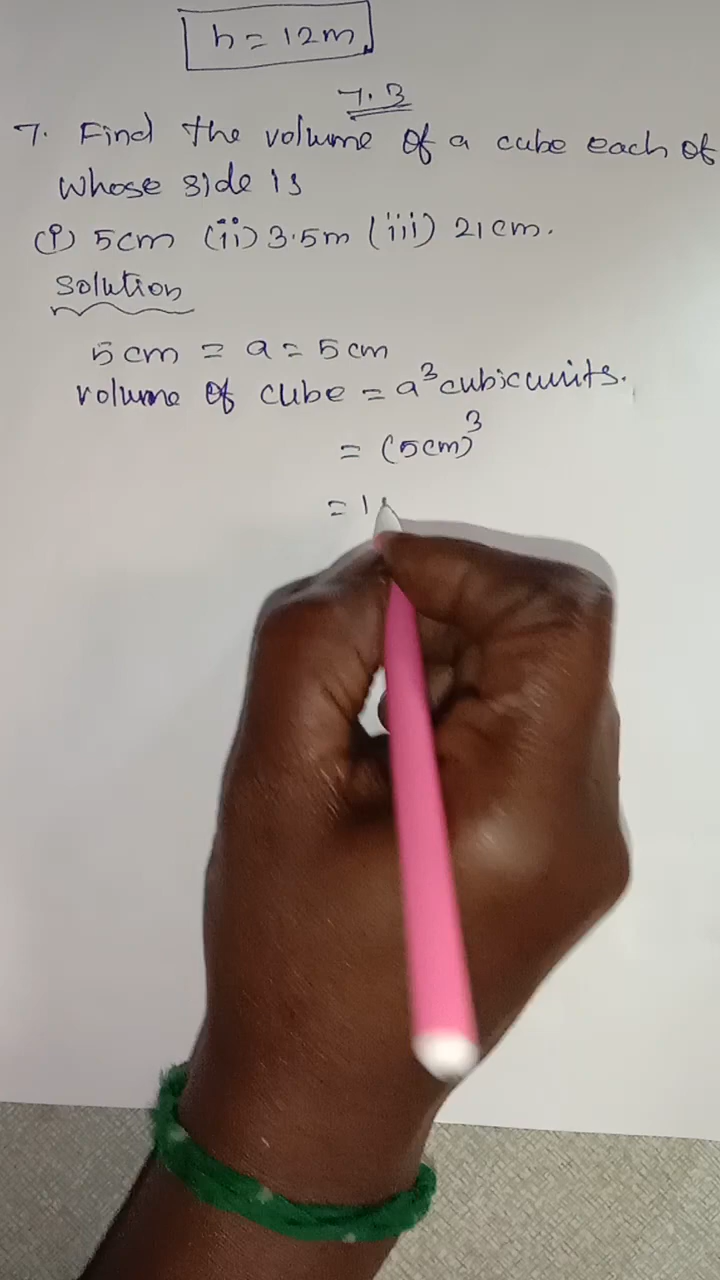 h = 12m
7.3
7. Find the volume of a cube each of
whose side is
(i) 5cm (ii) 3.5m (iii) 21cm.
Solution
5cm = a = 5cm
volume of cube = a³ cubic units.
= (5cm)³
= 1